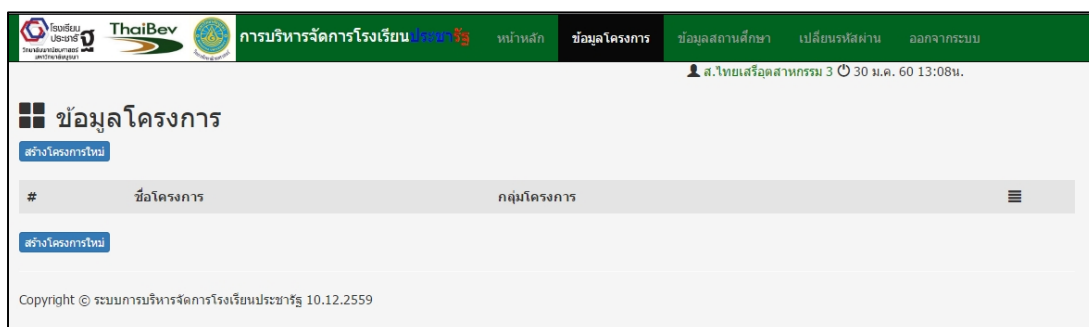 โรงเรียน
ประชารัฐ
วิทยาลัยเทคนิค
ThaiBev
การบริหารจัดการโรงเรียนประชารัฐ หน้าหลัก ข้อมูลโครงการ ข้อมูลสถานศึกษา เปลี่ยนรหัสผ่าน ออกจากระบบ
ส.ไทยเสรีอุตสาหกรรม 3 30 ม.ค. 60 13:08น.
ข้อมูลโครงการ
สร้างโครงการใหม่
# ชื่อโครงการ กลุ่มโครงการ
สร้างโครงการใหม่
Copyright © ระบบการบริหารจัดการโรงเรียนประชารัฐ 10.12.2559